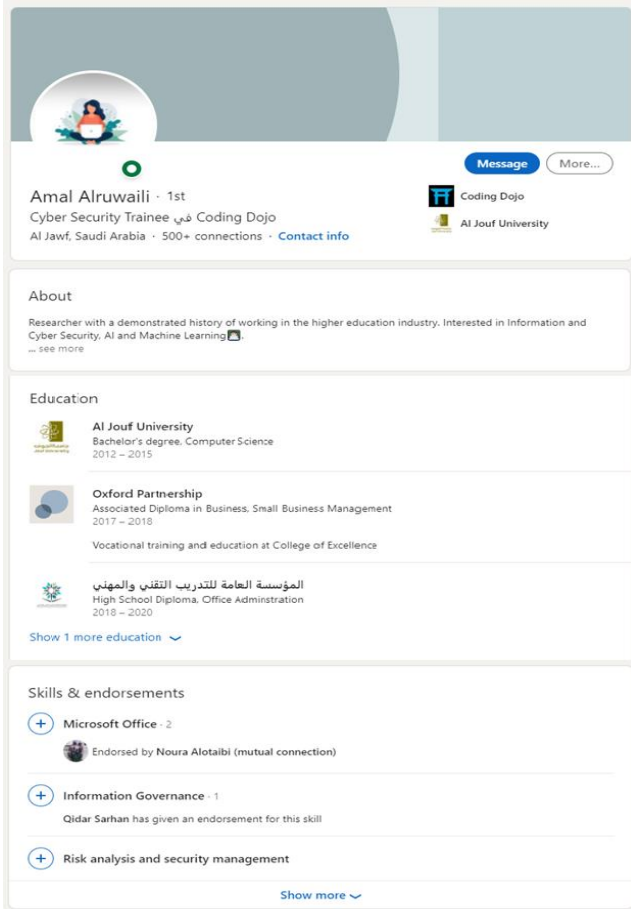 Message
More...
Amal Alruwaili · 1st
Cyber Security Trainee في Coding Dojo
Al Jawf, Saudi Arabia · 500+ connections · Contact info
Coding Dojo
Al Jouf University
About
Researcher with a demonstrated history of working in the higher education industry. Interested in Information and
Cyber Security, AI and Machine Learning.
... see more
Education
Al Jouf University
Bachelor's degree, Computer Science
2012 – 2015
Oxford Partnership
Associated Diploma in Business, Small Business Management
2017 – 2018
Vocational training and education at College of Excellence
المؤسسة العامة للتدريب التقني والمهني
High School Diploma, Office Adminstration
2018 – 2020
Show 1 more education
Skills & endorsements
Microsoft Office · 2
Endorsed by Noura Alotaibi (mutual connection)
Information Governance · 1
Qidar Sarhan has given an endorsement for this skill
Risk analysis and security management
Show more